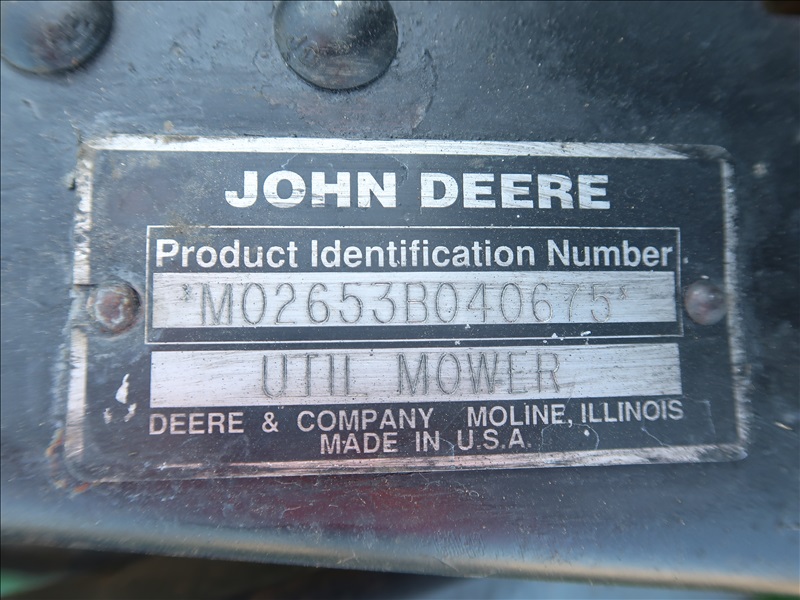 JOHN DEERE
Product Identification Number
*M02653B040675*
UTIL MOWER
DEERE & COMPANY MOLINE, ILLINOIS
MADE IN U.S.A.